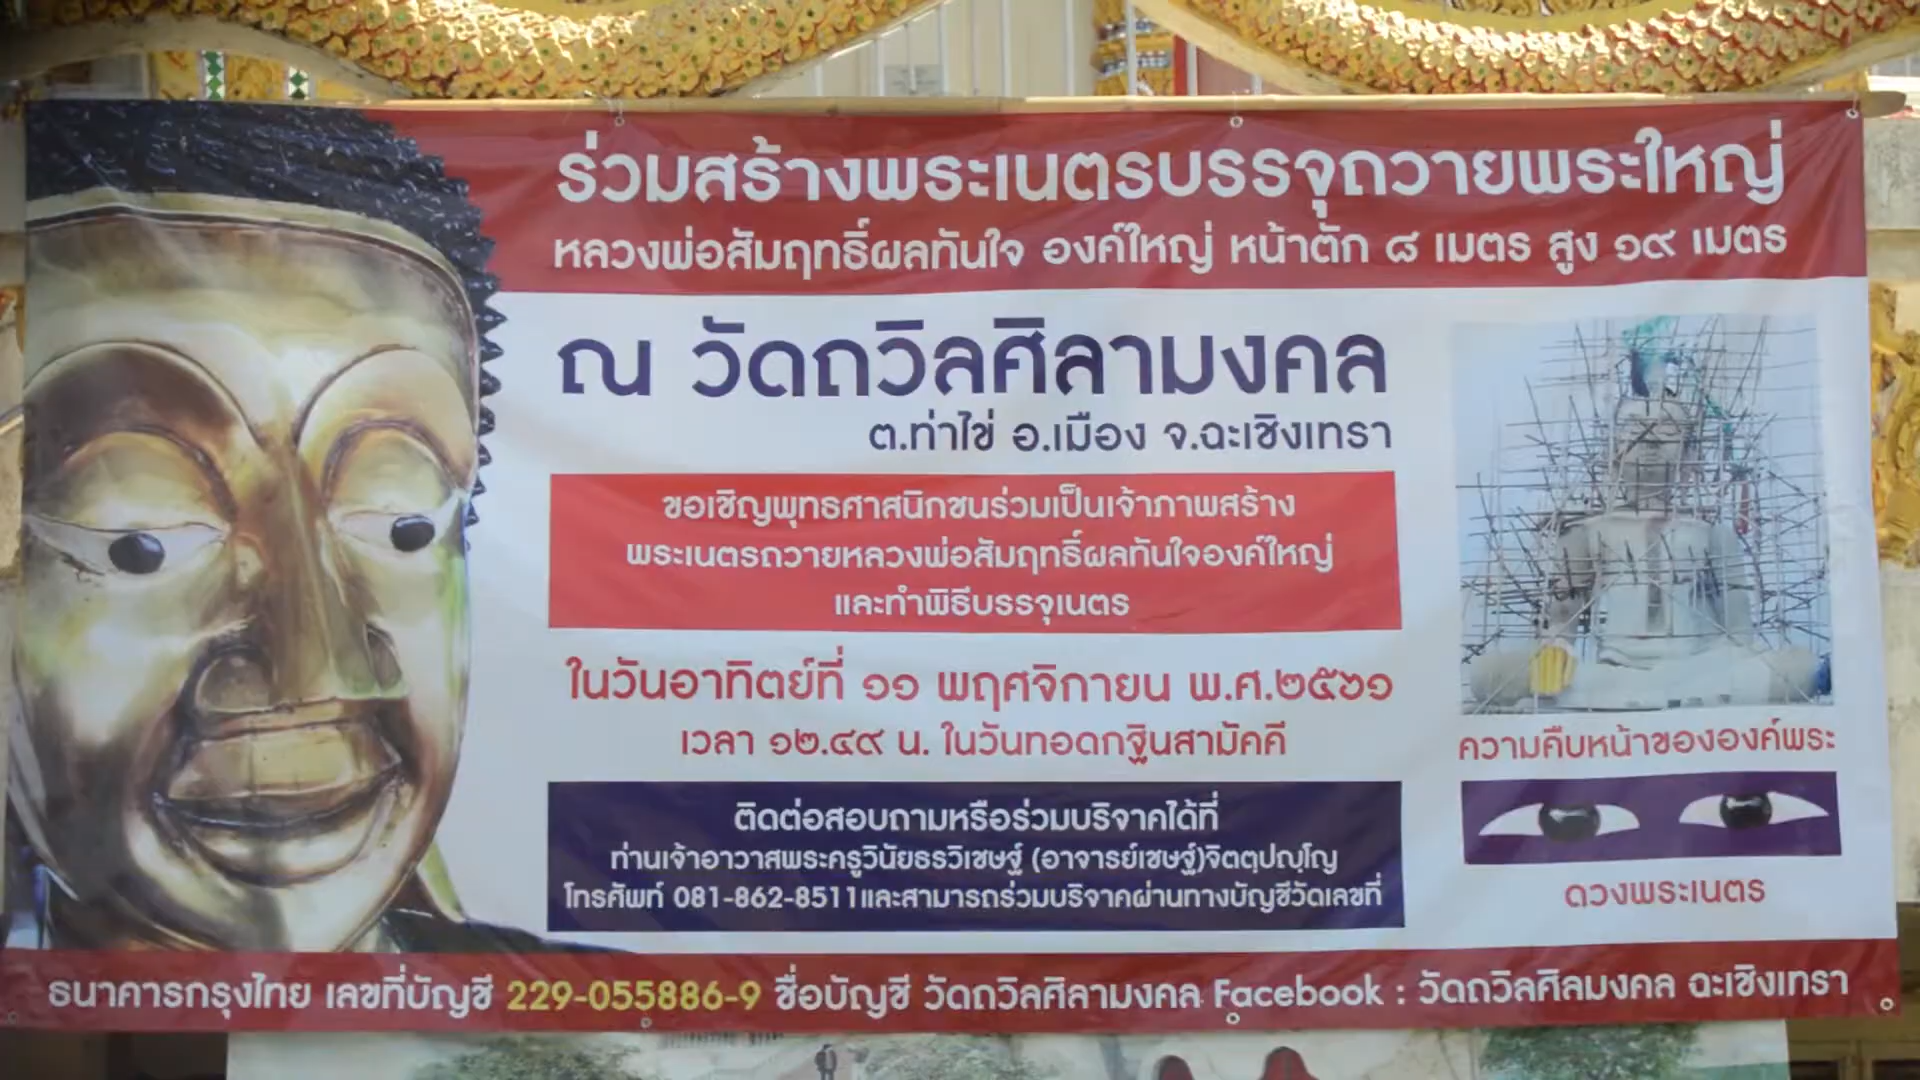 ร่วมสร้างพระเนตรบรรจุถวายพระใหญ่
หลวงพ่อสัมฤทธิ์ผลทันใจ องค์ใหญ่ หน้าตัก ๘ เมตร สูง ๑๙ เมตร
ณ วัดถวิลศิลามงคล
ต.ท่าไข่ อ.เมือง จ.ฉะเชิงเทรา
ขอเชิญพุทธศาสนิกชนร่วมเป็นเจ้าภาพสร้าง
พระเนตรถวายหลวงพ่อสัมฤทธิ์ผลทันใจองค์ใหญ่
และทำพิธีบรรจุเนตร
ในวันอาทิตย์ที่ ๑๑ พฤศจิกายน พ.ศ.๒๕๖๑
เวลา ๑๒.๔๙ น. ในวันทอดกฐินสามัคคี
ความคืบหน้าขององค์พระ
ดวงพระเนตร
ติดต่อสอบถามหรือร่วมบริจาคได้ที่
ท่านเจ้าอาวาสพระครูวินัยธรวิเชษฐ์ (อาจารย์เชษฐ์)จิตตฺปญฺโญ
โทรศัพท์ 081-862-8511และสามารถร่วมบริจาคผ่านทางบัญชีวัดเลขที่
ธนาคารกรุงไทย เลขที่บัญชี 229-055886-9 ชื่อบัญชี วัดถวิลศิลามงคล Facebook : วัดถวิลศิลมงคล ฉะเชิงเทรา